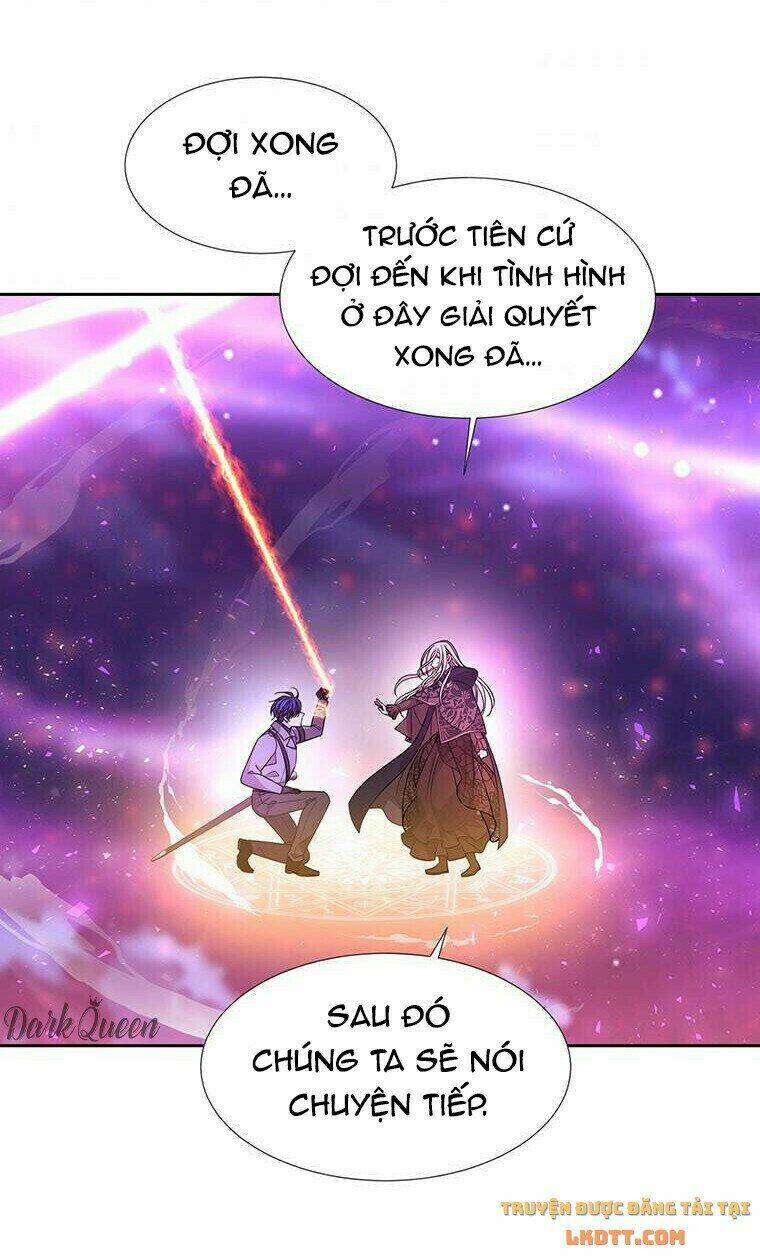 ĐỢI XONG
ĐÃ...
TRƯỚC TIÊN CỨ
ĐỢI ĐẾN KHI TÌNH HÌNH
Ở ĐÂY GIẢI QUYẾT
XONG ĐÃ...
DarkQueen
SAU ĐÓ
CHÚNG TA SẼ NÓI
CHUYỆN TIẾP.
TRUYỆN ĐƯỢC ĐĂNG TẢI TẠI
LKDTT.COM